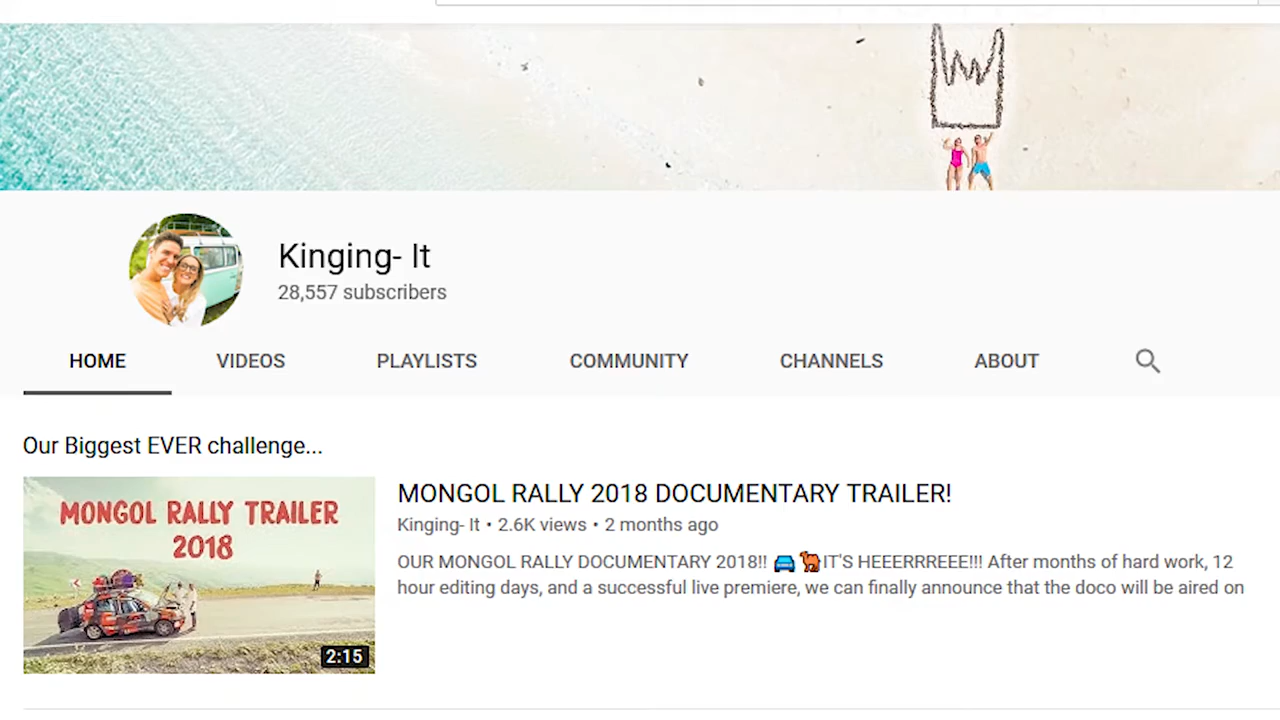 Kinging- It
28,557 subscribers
HOME VIDEOS PLAYLISTS COMMUNITY CHANNELS ABOUT
Our Biggest EVER challenge...
MONGOL RALLY TRAILER
2018
2:15
MONGOL RALLY 2018 DOCUMENTARY TRAILER!
Kinging- It • 2.6K views • 2 months ago
OUR MONGOL RALLY DOCUMENTARY 2018!! 🚘 🐫IT'S HEEERRREEE!!! After months of hard work, 12
hour editing days, and a successful live premiere, we can finally announce that the doco will be aired on